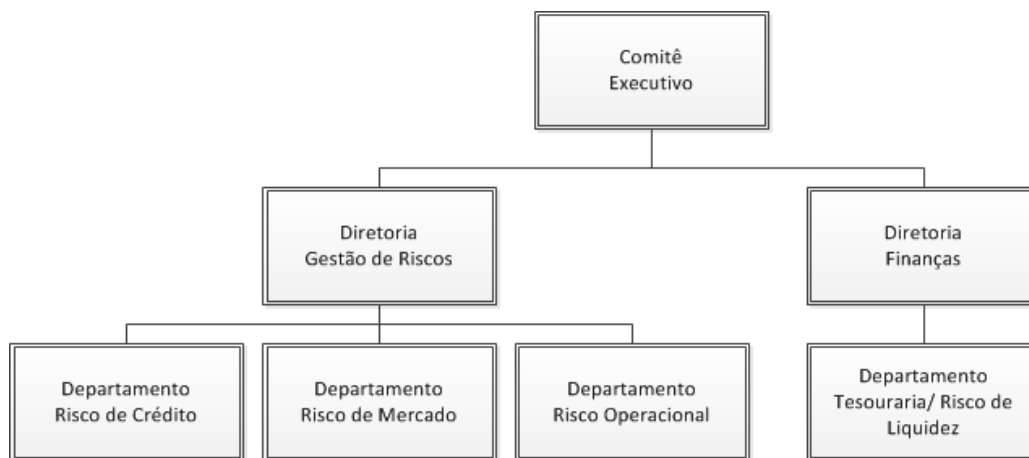 Comitê
Executivo
Diretoria
Gestão de Riscos
Diretoria
Finanças
Departamento
Risco de Crédito
Departamento
Risco de Mercado
Departamento
Risco Operacional
Departamento
Tesouraria/ Risco de
Liquidez